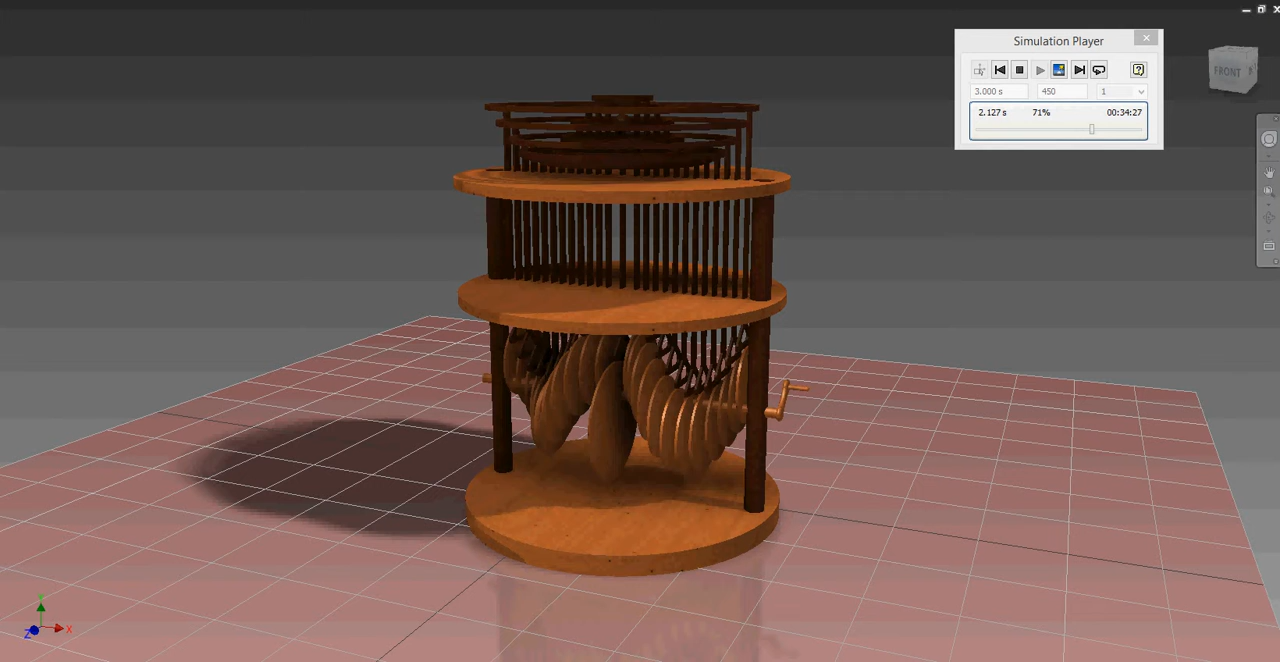 Simulation Player
FRONT
3.000 s
450
1
2.127 s
71%
00:34:27
Y
Z
X